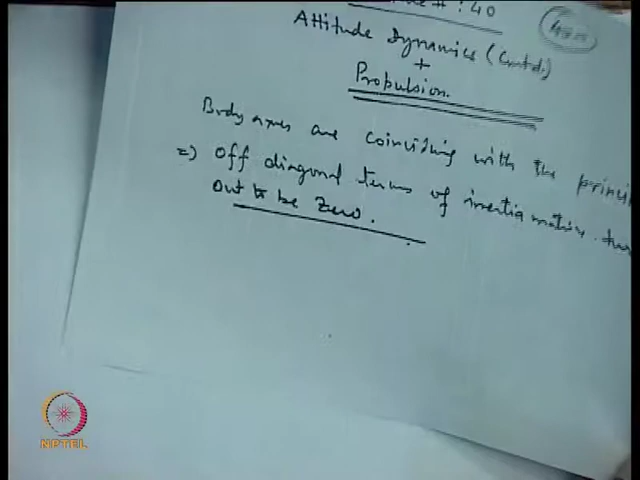 # : 40
Attitude Dynamics (Contd.)
+
Propulsion.
Body axes are coinciding with the princi
=) Off diagonal terms of inertia matrix
out to be Zero.
NPTEL